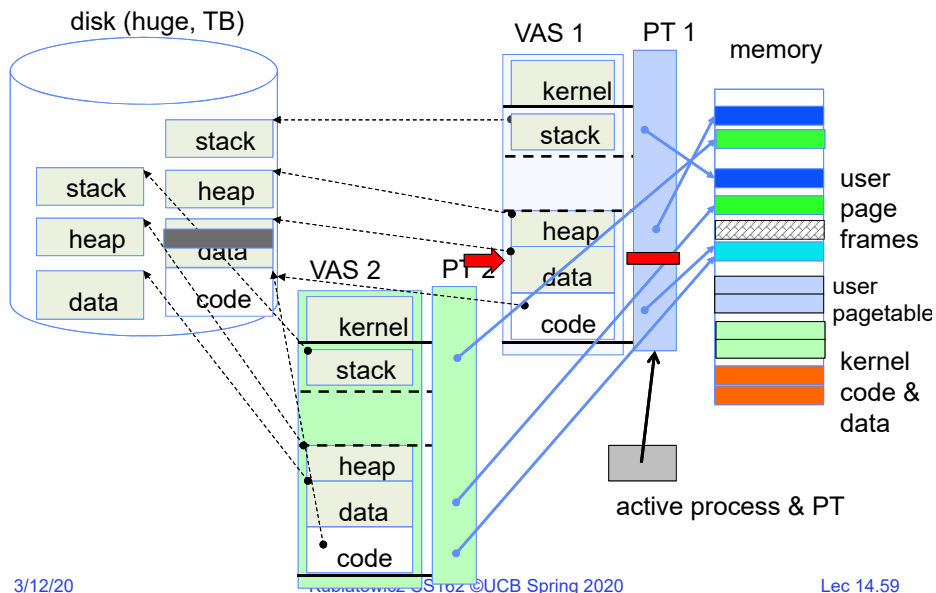 disk (huge, TB)
VAS 1
PT 1
memory
kernel
stack
stack
stack
heap
user
page
frames
heap
heap
data
data
VAS 2
PT 2
data
code
code
user
pagetable
kernel
stack
kernel
code &
data
heap
data
code
active process & PT
3/12/20
Kubiatowicz CS162 ©UCB Spring 2020
Lec 14.59